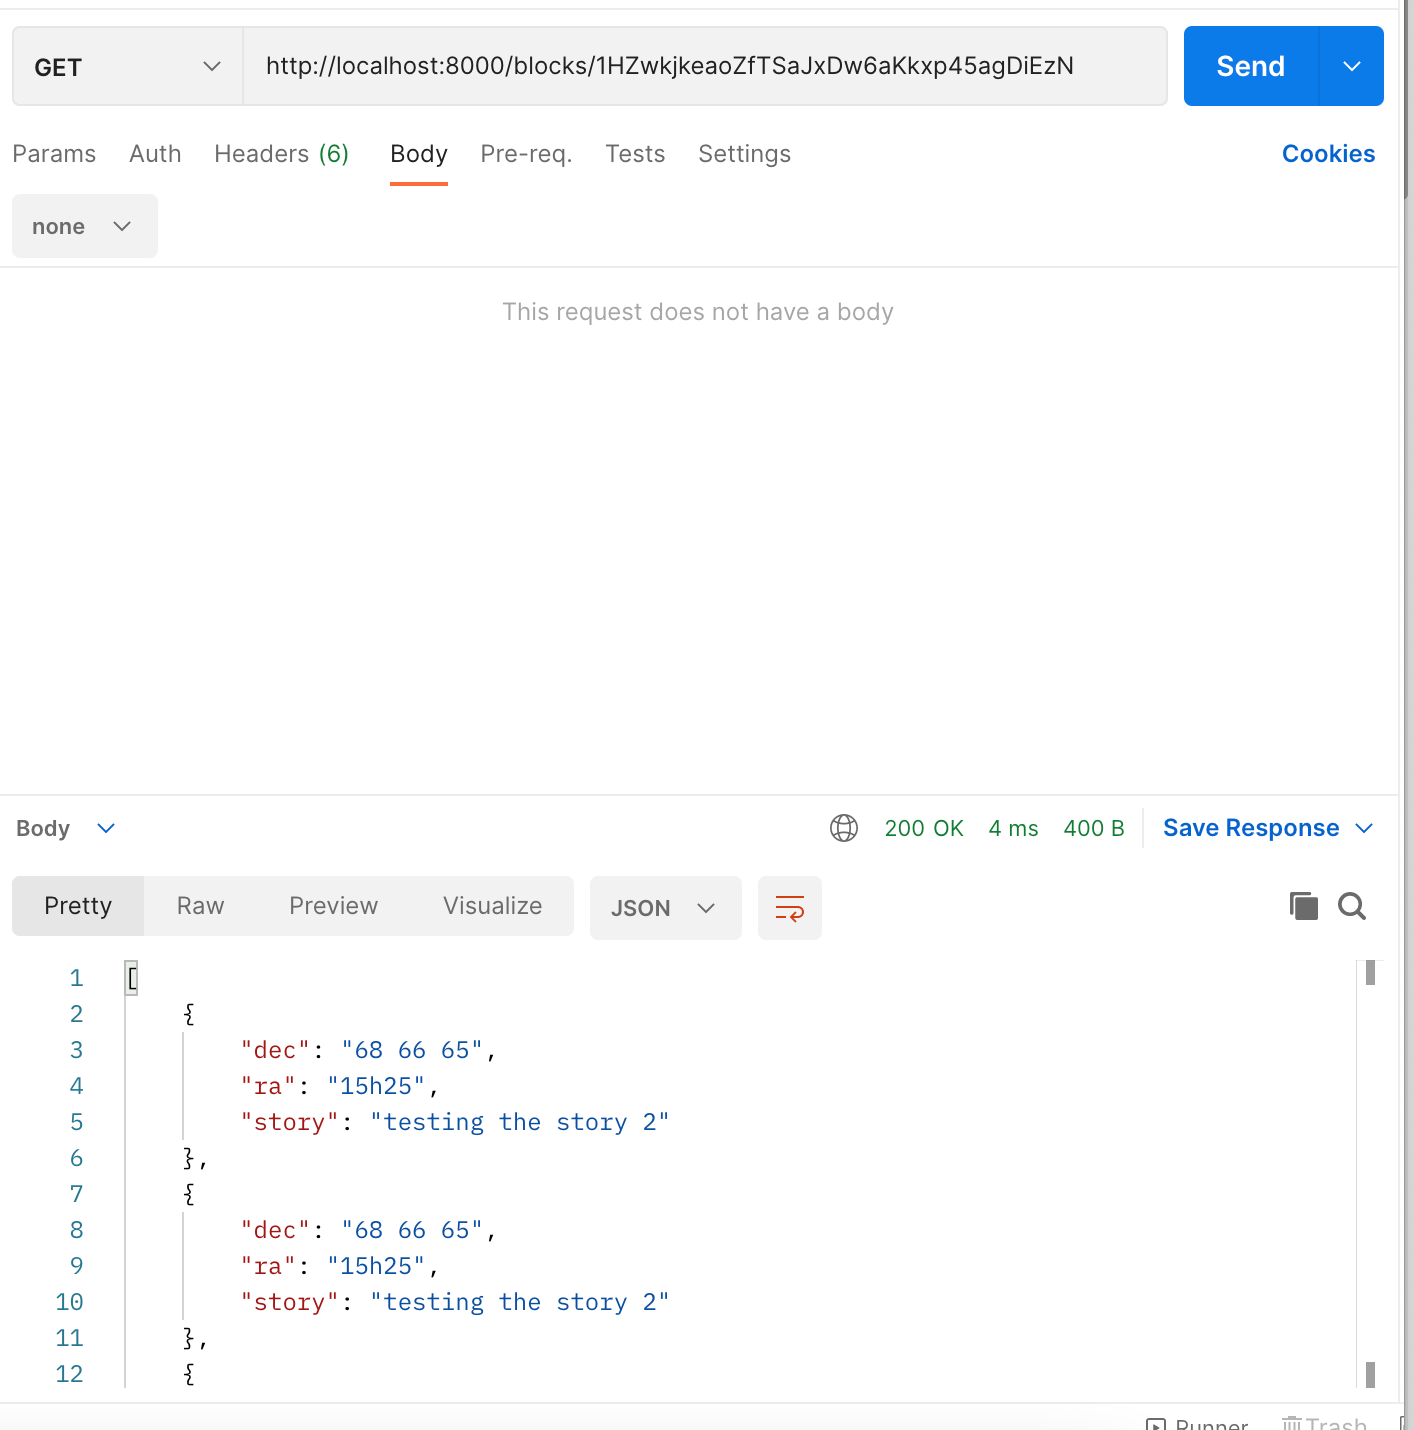 GET http://localhost:8000/blocks/1HZwkjkeaoZfTSaJxDw6aKkxp45agDiEzN Send
Params Auth Headers (6) Body Pre-req. Tests Settings Cookies
none
This request does not have a body
Body 200 OK 4 ms 400 B Save Response
Pretty Raw Preview Visualize JSON
1 [
2 {
3 "dec": "68 66 65",
4 "ra": "15h25",
5 "story": "testing the story 2"
6 },
7 {
8 "dec": "68 66 65",
9 "ra": "15h25",
10 "story": "testing the story 2"
11 },
12 {
Runner Trash